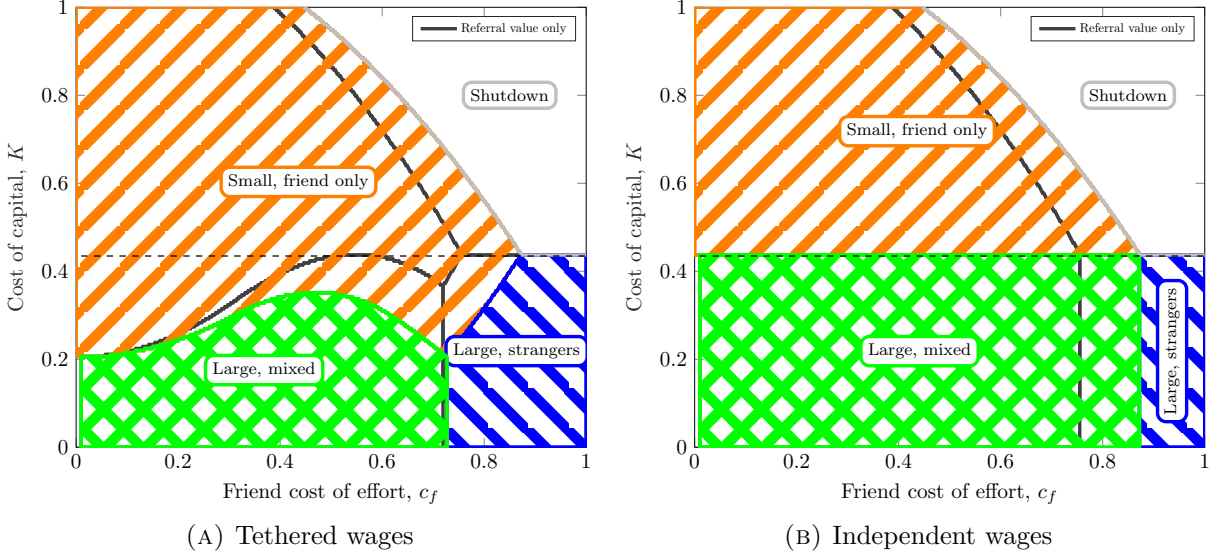 1
0.8
0.6
0.4
0.2
0
0
0.2
0.4
0.6
0.8
1
Cost of capital, K
Friend cost of effort, c_f
Referral value only
Shutdown
Small, friend only
Large, mixed
Large, strangers
(A) Tethered wages
1
0.8
0.6
0.4
0.2
0
0
0.2
0.4
0.6
0.8
1
Cost of capital, K
Friend cost of effort, c_f
Referral value only
Shutdown
Small, friend only
Large, mixed
Large, strangers
(B) Independent wages